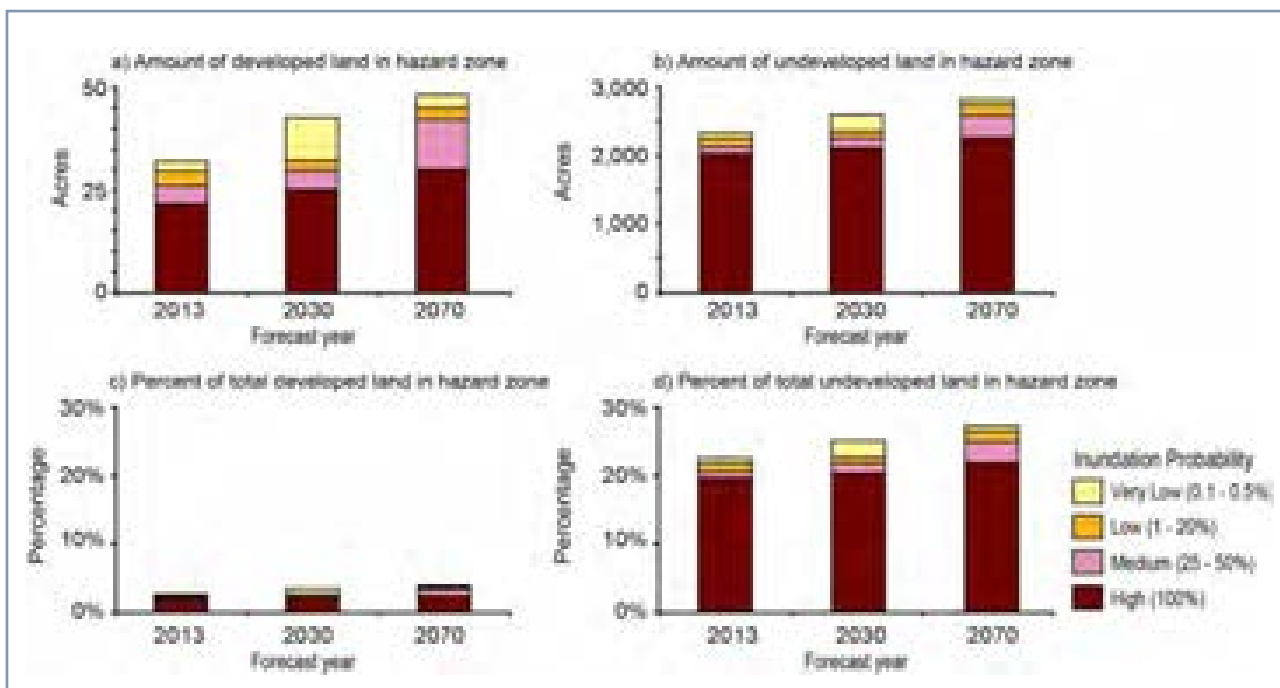 a) Amount of developed land in hazard zone
50
25
0
Acres
2013 2030 2070
Forecast year
b) Amount of undeveloped land in hazard zone
3,000
2,000
1,000
0
Acres
2013 2030 2070
Forecast year
c) Percent of total developed land in hazard zone
30%
20%
10%
0%
Percentage
2013 2030 2070
Forecast year
d) Percent of total undeveloped land in hazard zone
30%
20%
10%
0%
Percentage
2013 2030 2070
Forecast year
Inundation Probability
Very Low (0.1 - 0.5%)
Low (1 - 20%)
Medium (25 - 50%)
High (100%)